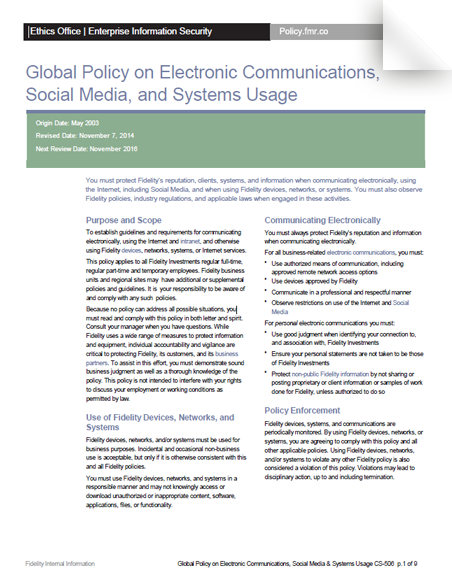 Ethics Office | Enterprise Information Security
Policy.fmr.co
Global Policy on Electronic Communications,
Social Media, and Systems Usage
Origin Date: May 2003
Revised Date: November 7, 2014
Next Review Date: November 2016
You must protect Fidelity's reputation, clients, systems, and information when communicating electronically, using
the Internet, including Social Media, and when using Fidelity devices, networks, or systems. You must also observe
Fidelity policies, industry regulations, and applicable laws when engaged in these activities.
Purpose and Scope
To establish guidelines and requirements for communicating
electronically, using the Internet and intranet, and otherwise
using Fidelity devices, networks, systems, or Internet services.
This policy applies to all Fidelity Investments regular full-time,
regular part-time and temporary employees. Fidelity business
units and regional sites may have additional or supplemental
policies and guidelines. It is your responsibility to be aware of
and comply with any such policies.
Because no policy can address all possible situations, you
must read and comply with this policy in both letter and spirit.
Consult your manager when you have questions. While
Fidelity uses a wide range of measures to protect information
and equipment, individual accountability and vigilance are
critical to protecting Fidelity, its customers, and its business
partners. To assist in this effort, you must demonstrate sound
business judgment as well as a thorough knowledge of the
policy. This policy is not intended to interfere with your rights
to discuss your employment or working conditions as
permitted by law.
Use of Fidelity Devices, Networks, and
Systems
Fidelity devices, networks, and/or systems must be used for
business purposes. Incidental and occasional non-business
use is acceptable, but only if it is otherwise consistent with this
and all Fidelity policies.
You must use Fidelity devices, networks, and systems in a
responsible manner and may not knowingly access or
download unauthorized or inappropriate content, software,
applications, files, or functionality.
Communicating Electronically
You must always protect Fidelity's reputation and information
when communicating electronically.
For all business-related electronic communications, you must:
• Use authorized means of communication, including
approved remote network access options
• Use devices approved by Fidelity
• Communicate in a professional and respectful manner
• Observe restrictions on use of the Internet and Social
Media
For personal electronic communications you must:
• Use good judgment when identifying your connection to,
and association with, Fidelity Investments
• Ensure your personal statements are not taken to be those
of Fidelity Investments
• Protect non-public Fidelity information by not sharing or
posting proprietary or client information or samples of work
done for Fidelity, unless authorized to do so
Policy Enforcement
Fidelity devices, systems, and communications are
periodically monitored. By using Fidelity devices, networks, or
systems, you are agreeing to comply with this policy and all
other applicable policies. Using Fidelity devices, networks,
and/or systems to violate any other Fidelity policy is also
considered a violation of this policy. Violations may lead to
disciplinary action, up to and including termination.
Fidelity Internal Information
Global Policy on Electronic Communications, Social Media & Systems Usage CS-506 p.1 of 9